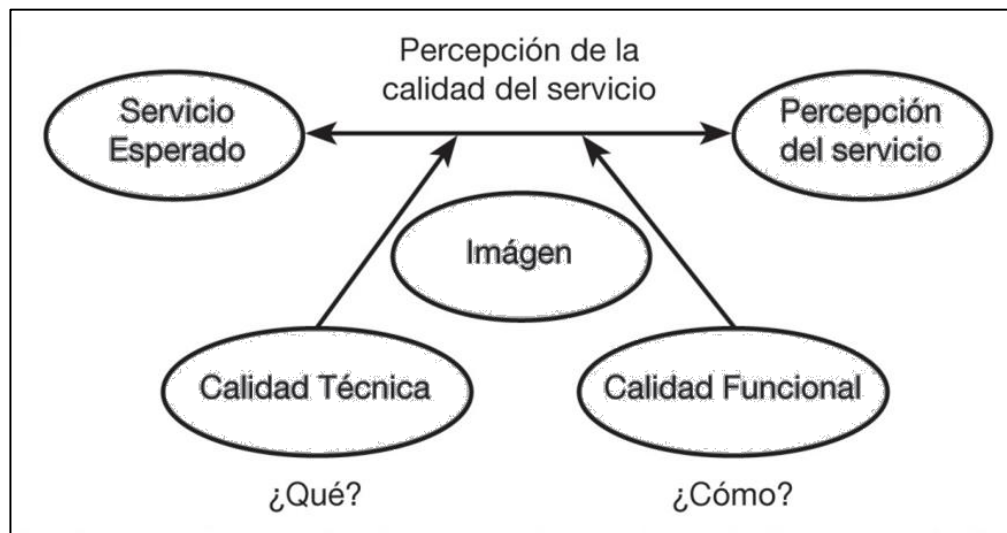 Percepción de la
calidad del servicio
Servicio
Esperado
Percepción
del servicio
Imágen
Calidad Técnica
Calidad Funcional
¿Qué?
¿Cómo?